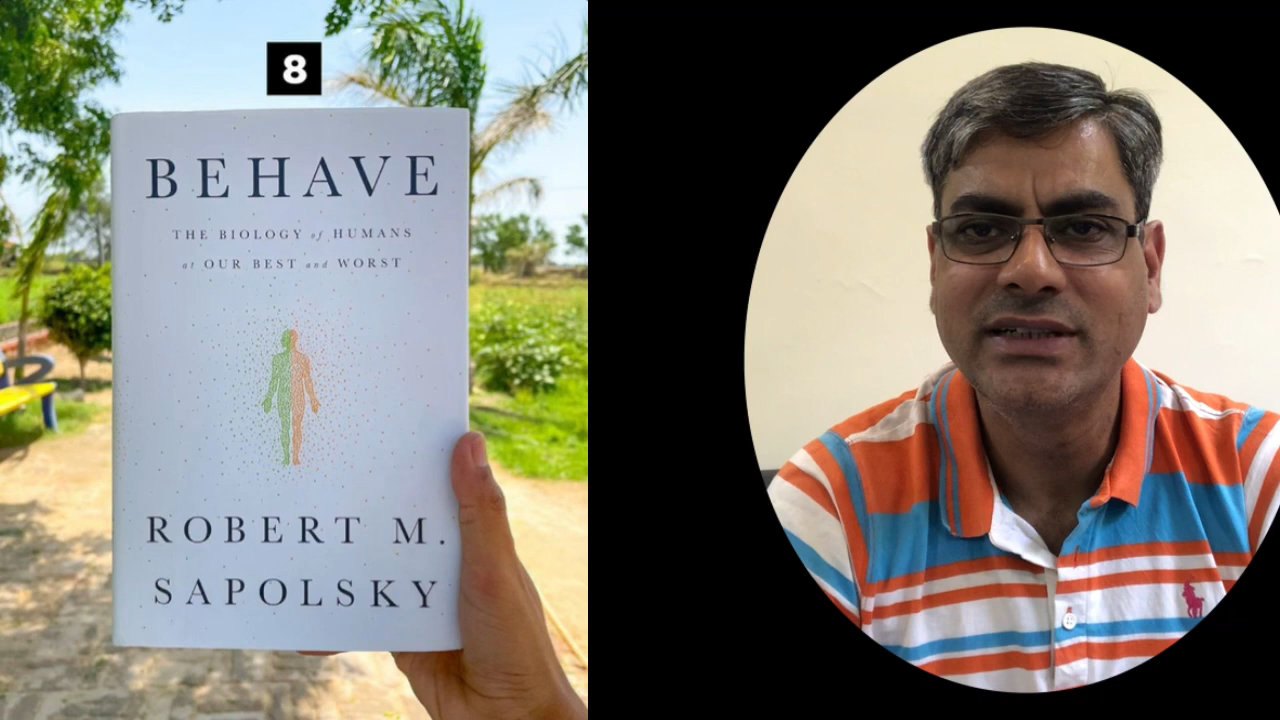 8
BEHAVE
THE BIOLOGY of HUMANS
at OUR BEST and WORST
ROBERT M.
SAPOLSKY